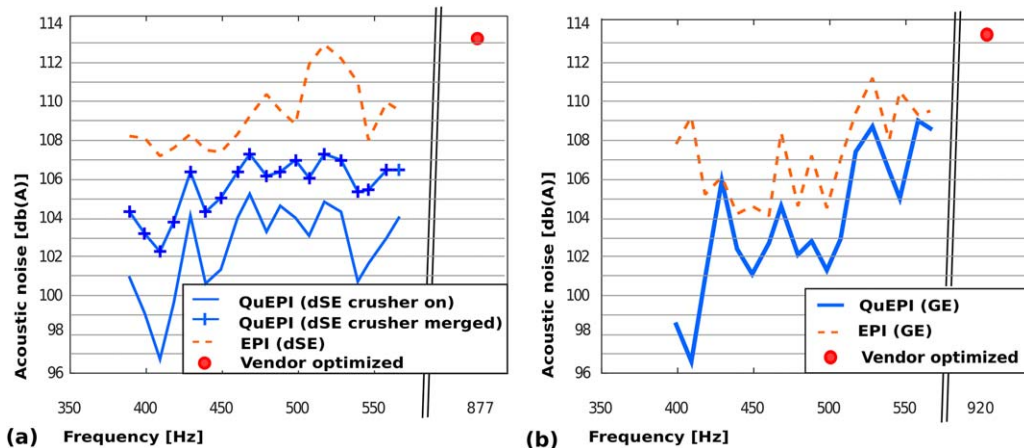 Acoustic noise [db(A)]
114
112
110
108
106
104
102
100
98
96
QuEPI (dSE crusher on)
QuEPI (dSE crusher merged)
EPI (dSE)
Vendor optimized
350 400 450 500 550 877
(a) Frequency [Hz]
Acoustic noise [db(A)]
114
112
110
108
106
104
102
100
98
96
QuEPI (GE)
EPI (GE)
Vendor optimized
350 400 450 500 550 920
(b) Frequency [Hz]